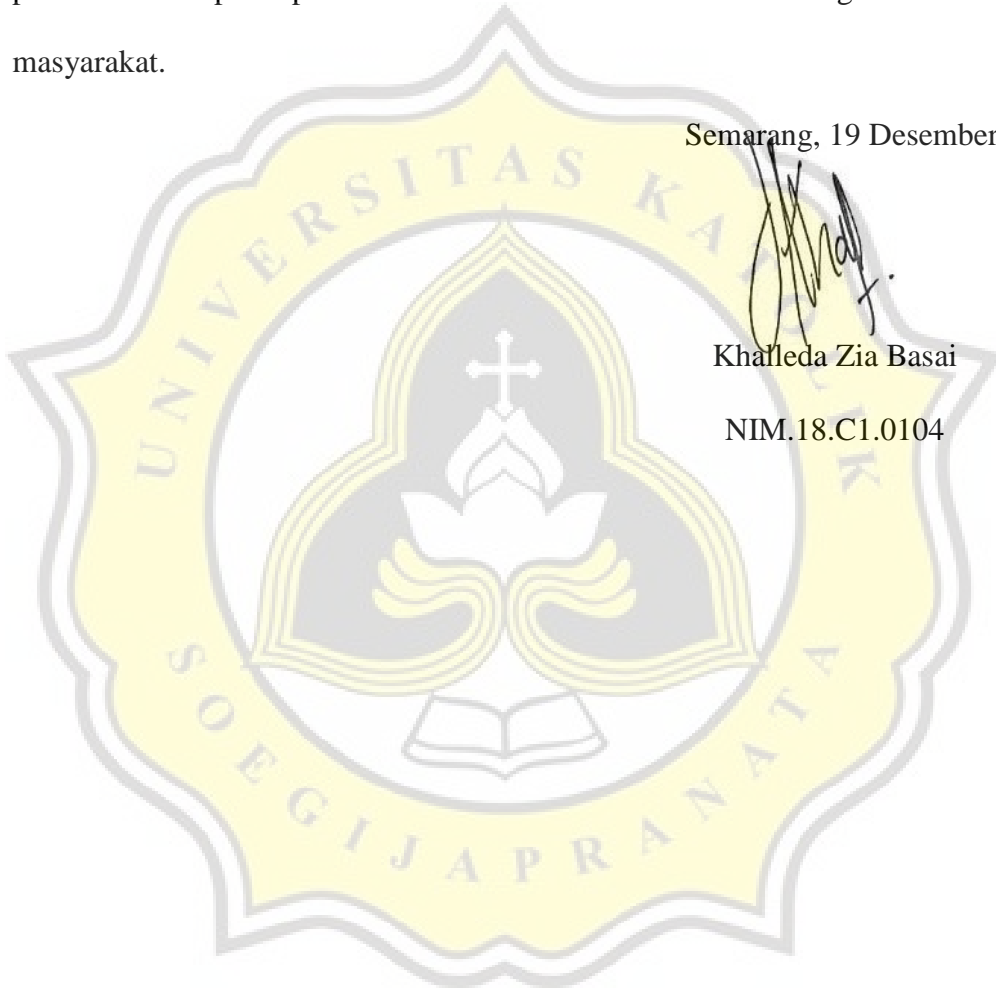 masyarakat.
Semarang, 19 Desember
Khalleda Zia Basai
NIM.18.C1.0104
UNIVERSITAS KATOLIK
SOEGIJAPRANATA